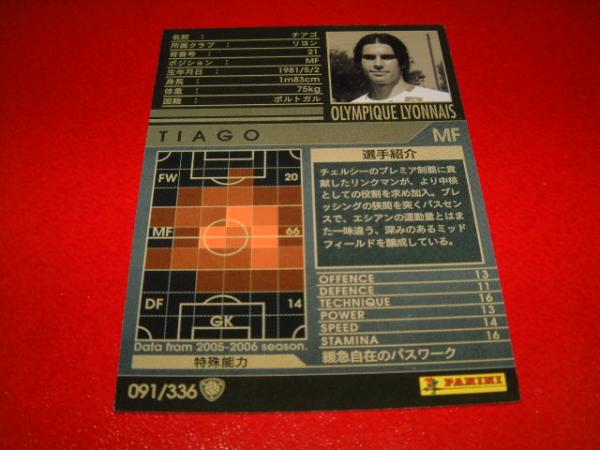 名前 : チアゴ
所属クラブ : リヨン
背番号 : 21
ポジション : MF
生年月日 : 1981/5/2
身長 : 1m83cm
体重 : 75kg
国籍 : ポルトガル
OLYMPIQUE LYONNAIS
TIAGO MF
FW 20
MF 66
DF 14
GK
Data from 2005-2006 season.
選手紹介
チェルシーのプレミア制覇に貢
献したリンクマンが、より中核
としての役割を求め加入。プレ
ッシングの狭間を突くパスセン
スで、エシアンの運動量とはま
た一味違う、深みのあるミッド
フィールドを醸成している。
OFFENCE 13
DEFENCE 11
TECHNIQUE 16
POWER 13
SPEED 14
STAMINA 16
特殊能力 緩急自在のパスワーク
091/336
PANINI